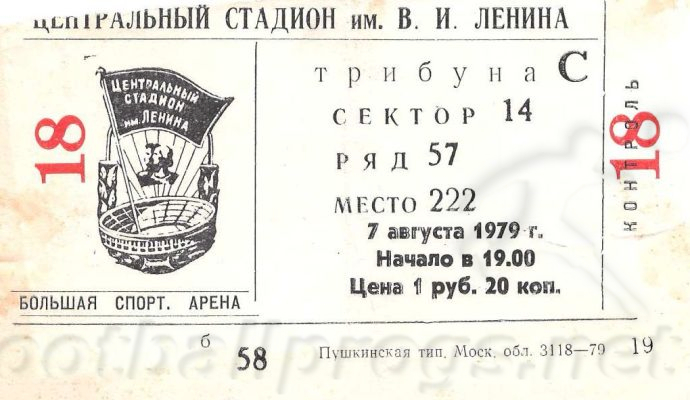 ЦЕНТРАЛЬНЫЙ СТАДИОН им. В. И. ЛЕНИНА
18
ЦЕНТРАЛЬНЫЙ
СТАДИОН
им. ЛЕНИНА
БОЛЬШАЯ СПОРТ. АРЕНА
трибуна С
СЕКТОР 14
РЯД 57
МЕСТО 222
7 августа 1979 г.
Начало в 19.00
Цена 1 руб. 20 коп.
КОНТРОЛЬ
18
б 58 Пушкинская тип. Моск. обл. 3118—79 19
footballprogs.net